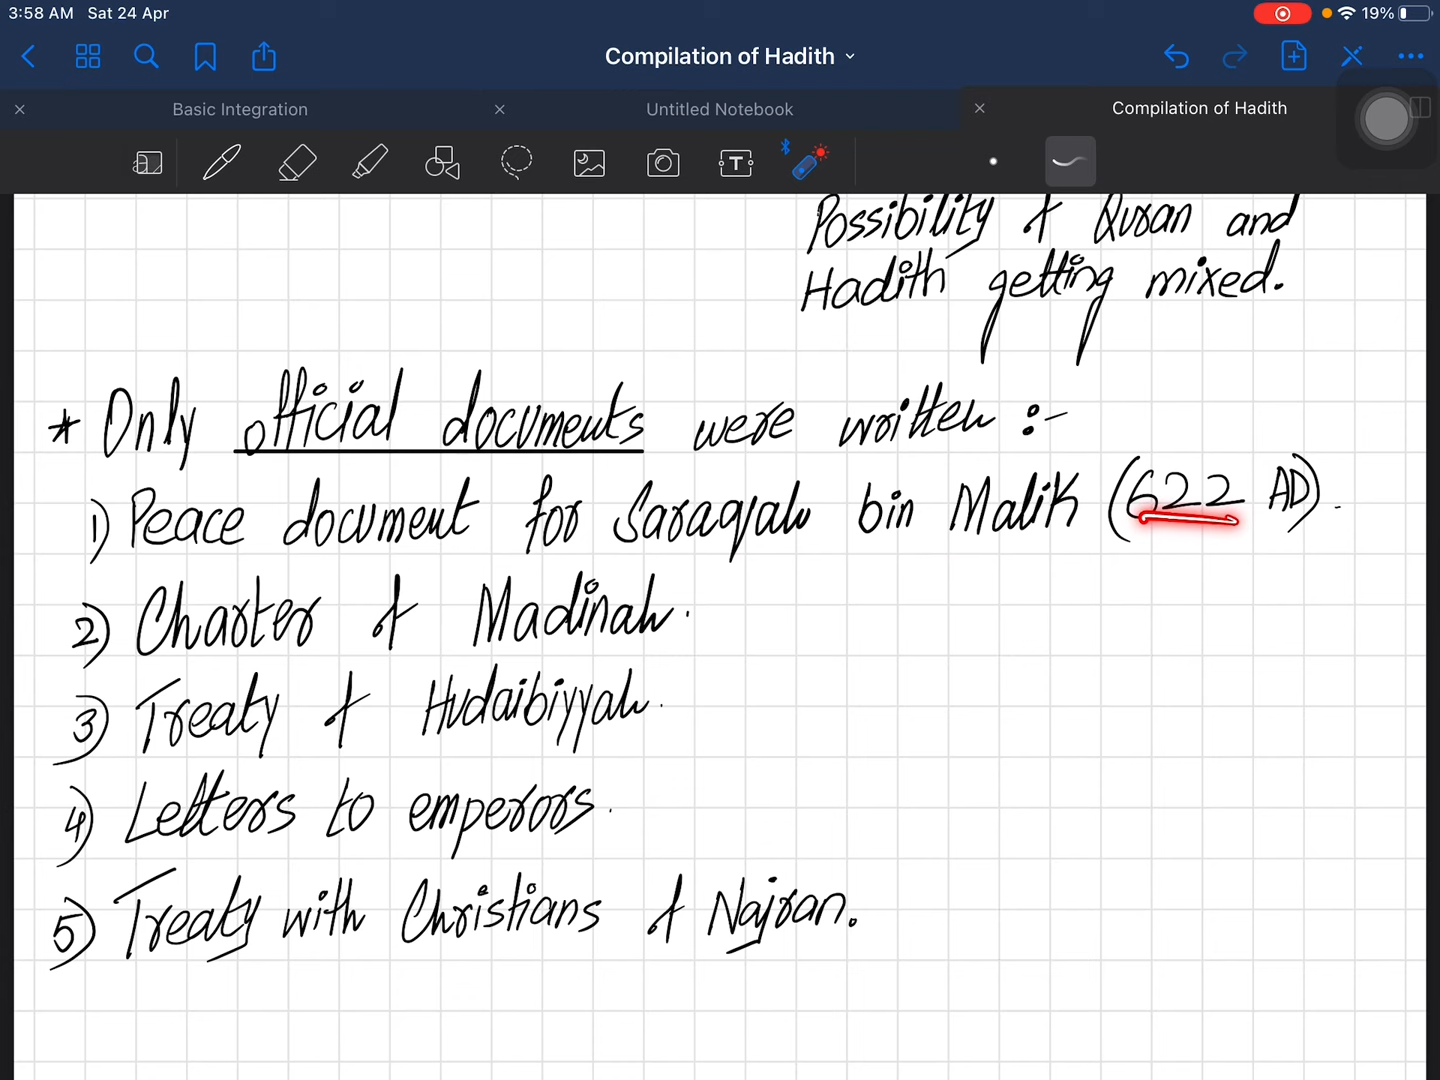 3:58 AM Sat 24 Apr
19%
Compilation of Hadith
Basic Integration
Untitled Notebook
Compilation of Hadith
Possibility of Quran and
Hadith getting mixed.
* Only official documents were written :-
1) Peace document for Saraqah bin Malik (622 AD).
2) Charter of Madinah.
3) Treaty of Hudaibiyyah.
4) Letters to emperors.
5) Treaty with Christians of Najran.